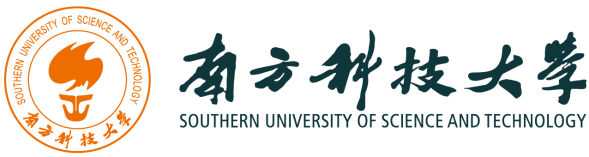 SOUTHERN UNIVERSITY OF SCIENCE AND TECHNOLOGY
南方科技大学
南方科技大学
SOUTHERN UNIVERSITY OF SCIENCE AND TECHNOLOGY